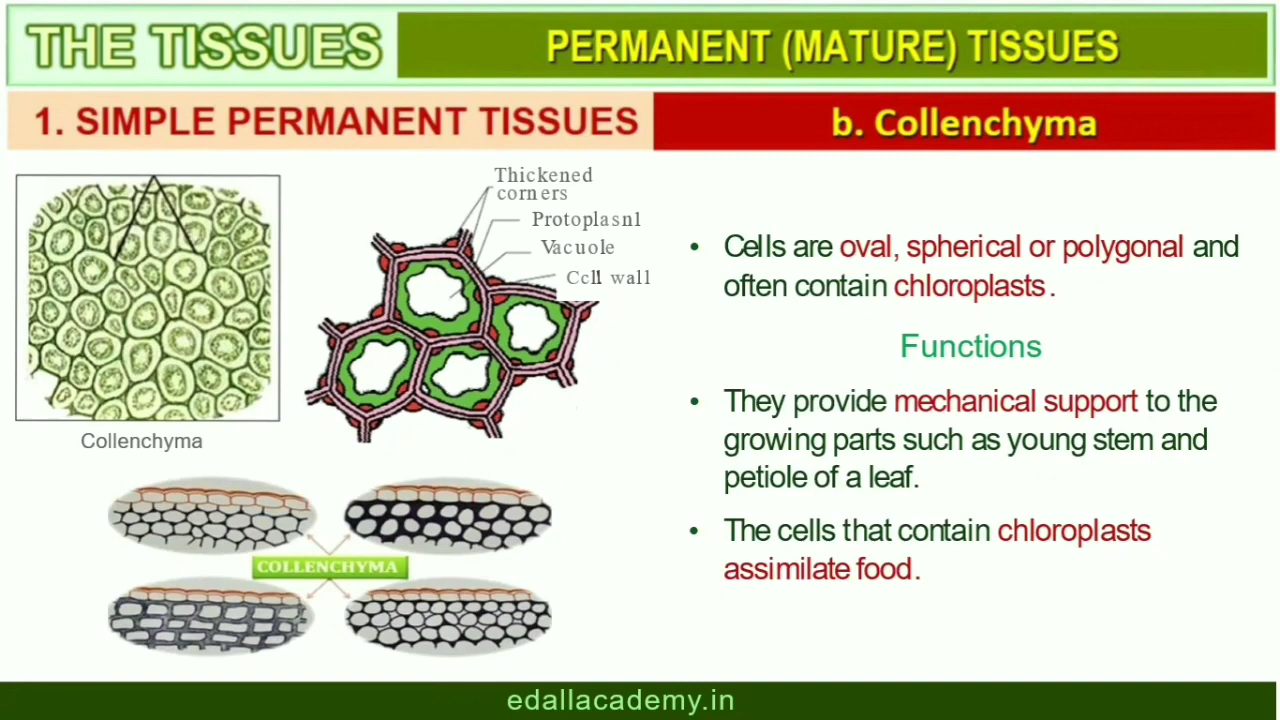 THE TISSUES
PERMANENT (MATURE) TISSUES
1. SIMPLE PERMANENT TISSUES
b. Collenchyma
Thickened
corners
Protoplasn1
Vacuole
Ccll wall
Collenchyma
COLLENCHYMA
• Cells are oval, spherical or polygonal and
often contain chloroplasts.
Functions
• They provide mechanical support to the
growing parts such as young stem and
petiole of a leaf.
• The cells that contain chloroplasts
assimilate food.
edallacademy.in